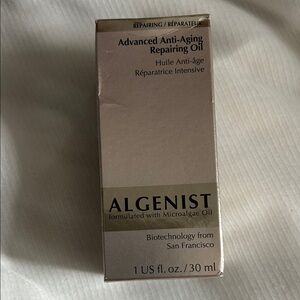 REPAIRING / RÉPARATEUR
Advanced Anti-Aging
Repairing Oil
Huile Anti-âge
Réparatrice Intensive
ALGENIST
formulated with Microalgae Oil
Biotechnology from
San Francisco
1 US fl. oz. / 30 ml